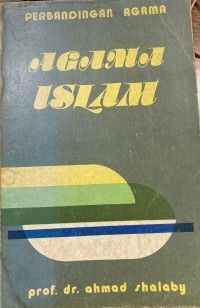 PERBANDINGAN AGAMA
AGAMA
ISLAM
prof. dr. ahmad shalaby